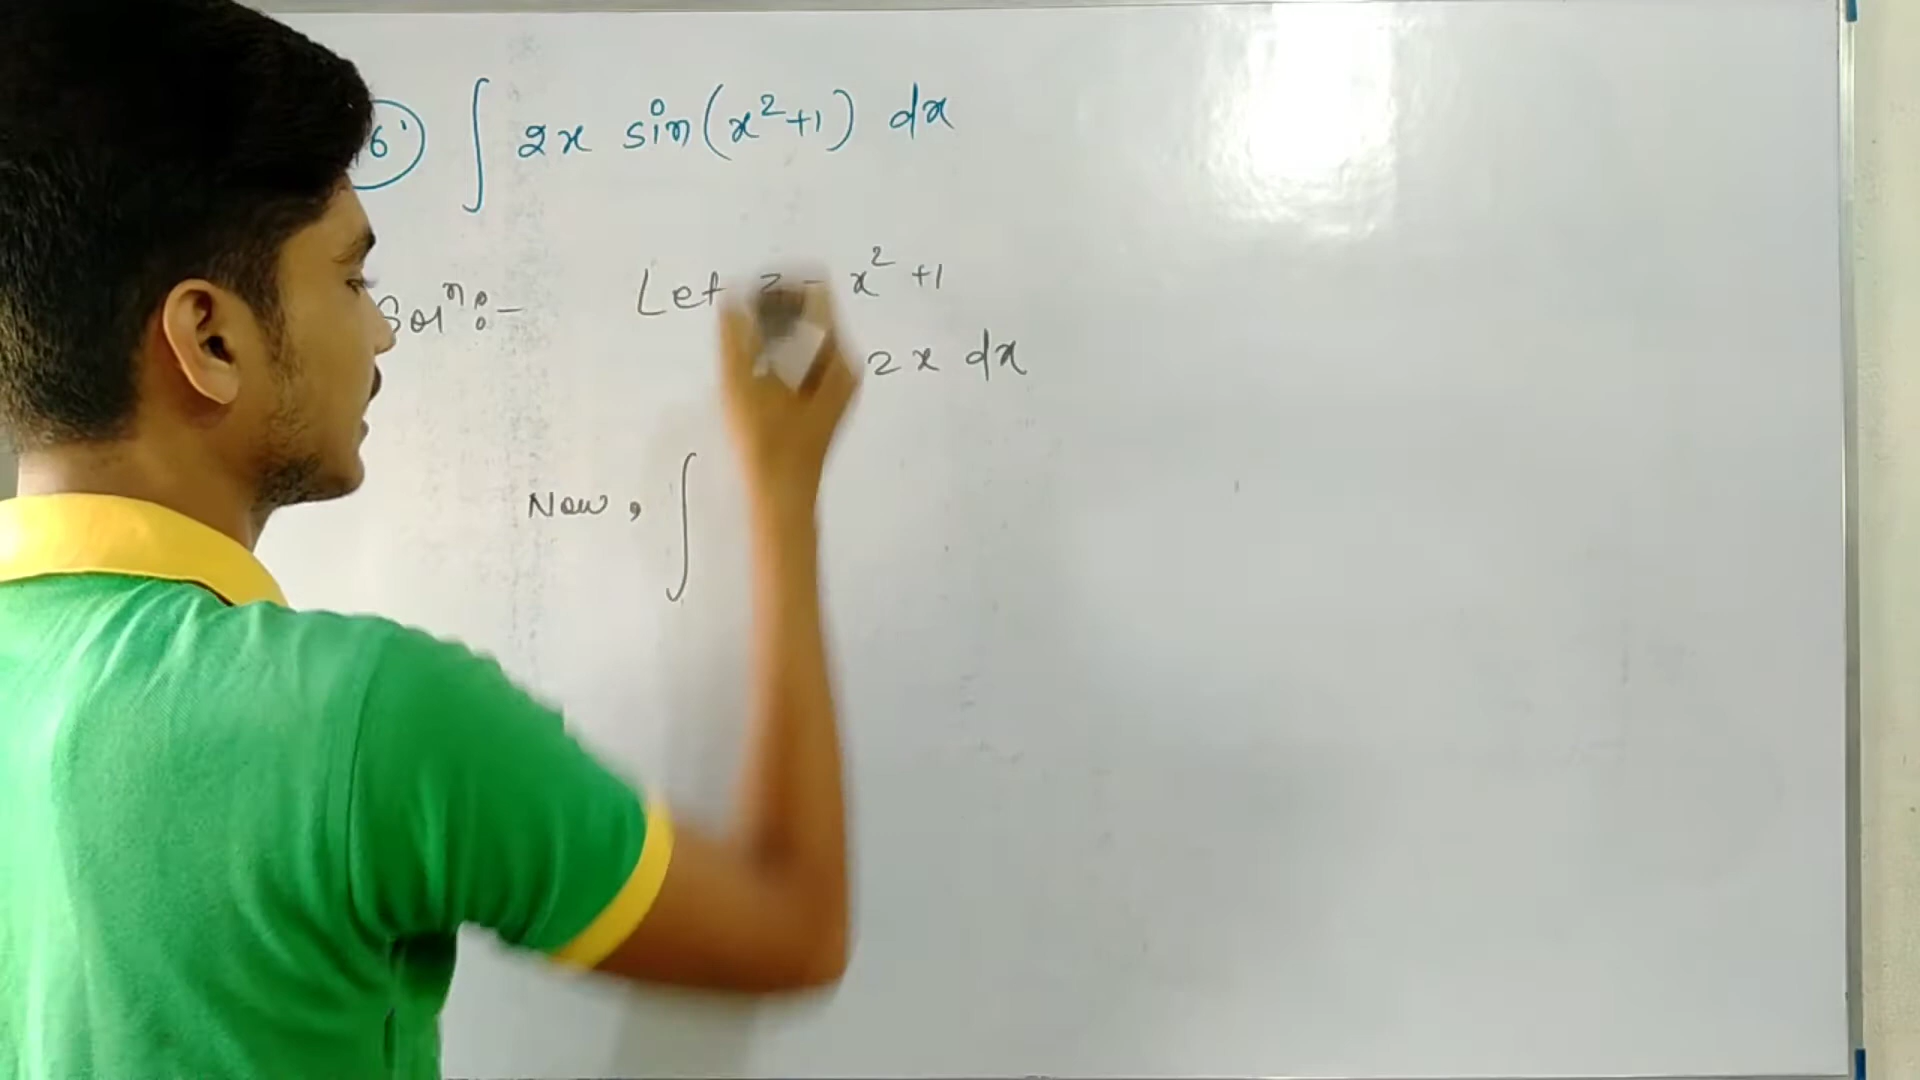 6 ∫ 2x sin(x²+1) dx
Solⁿ:- Let z = x² +1
2x dx
Now, ∫